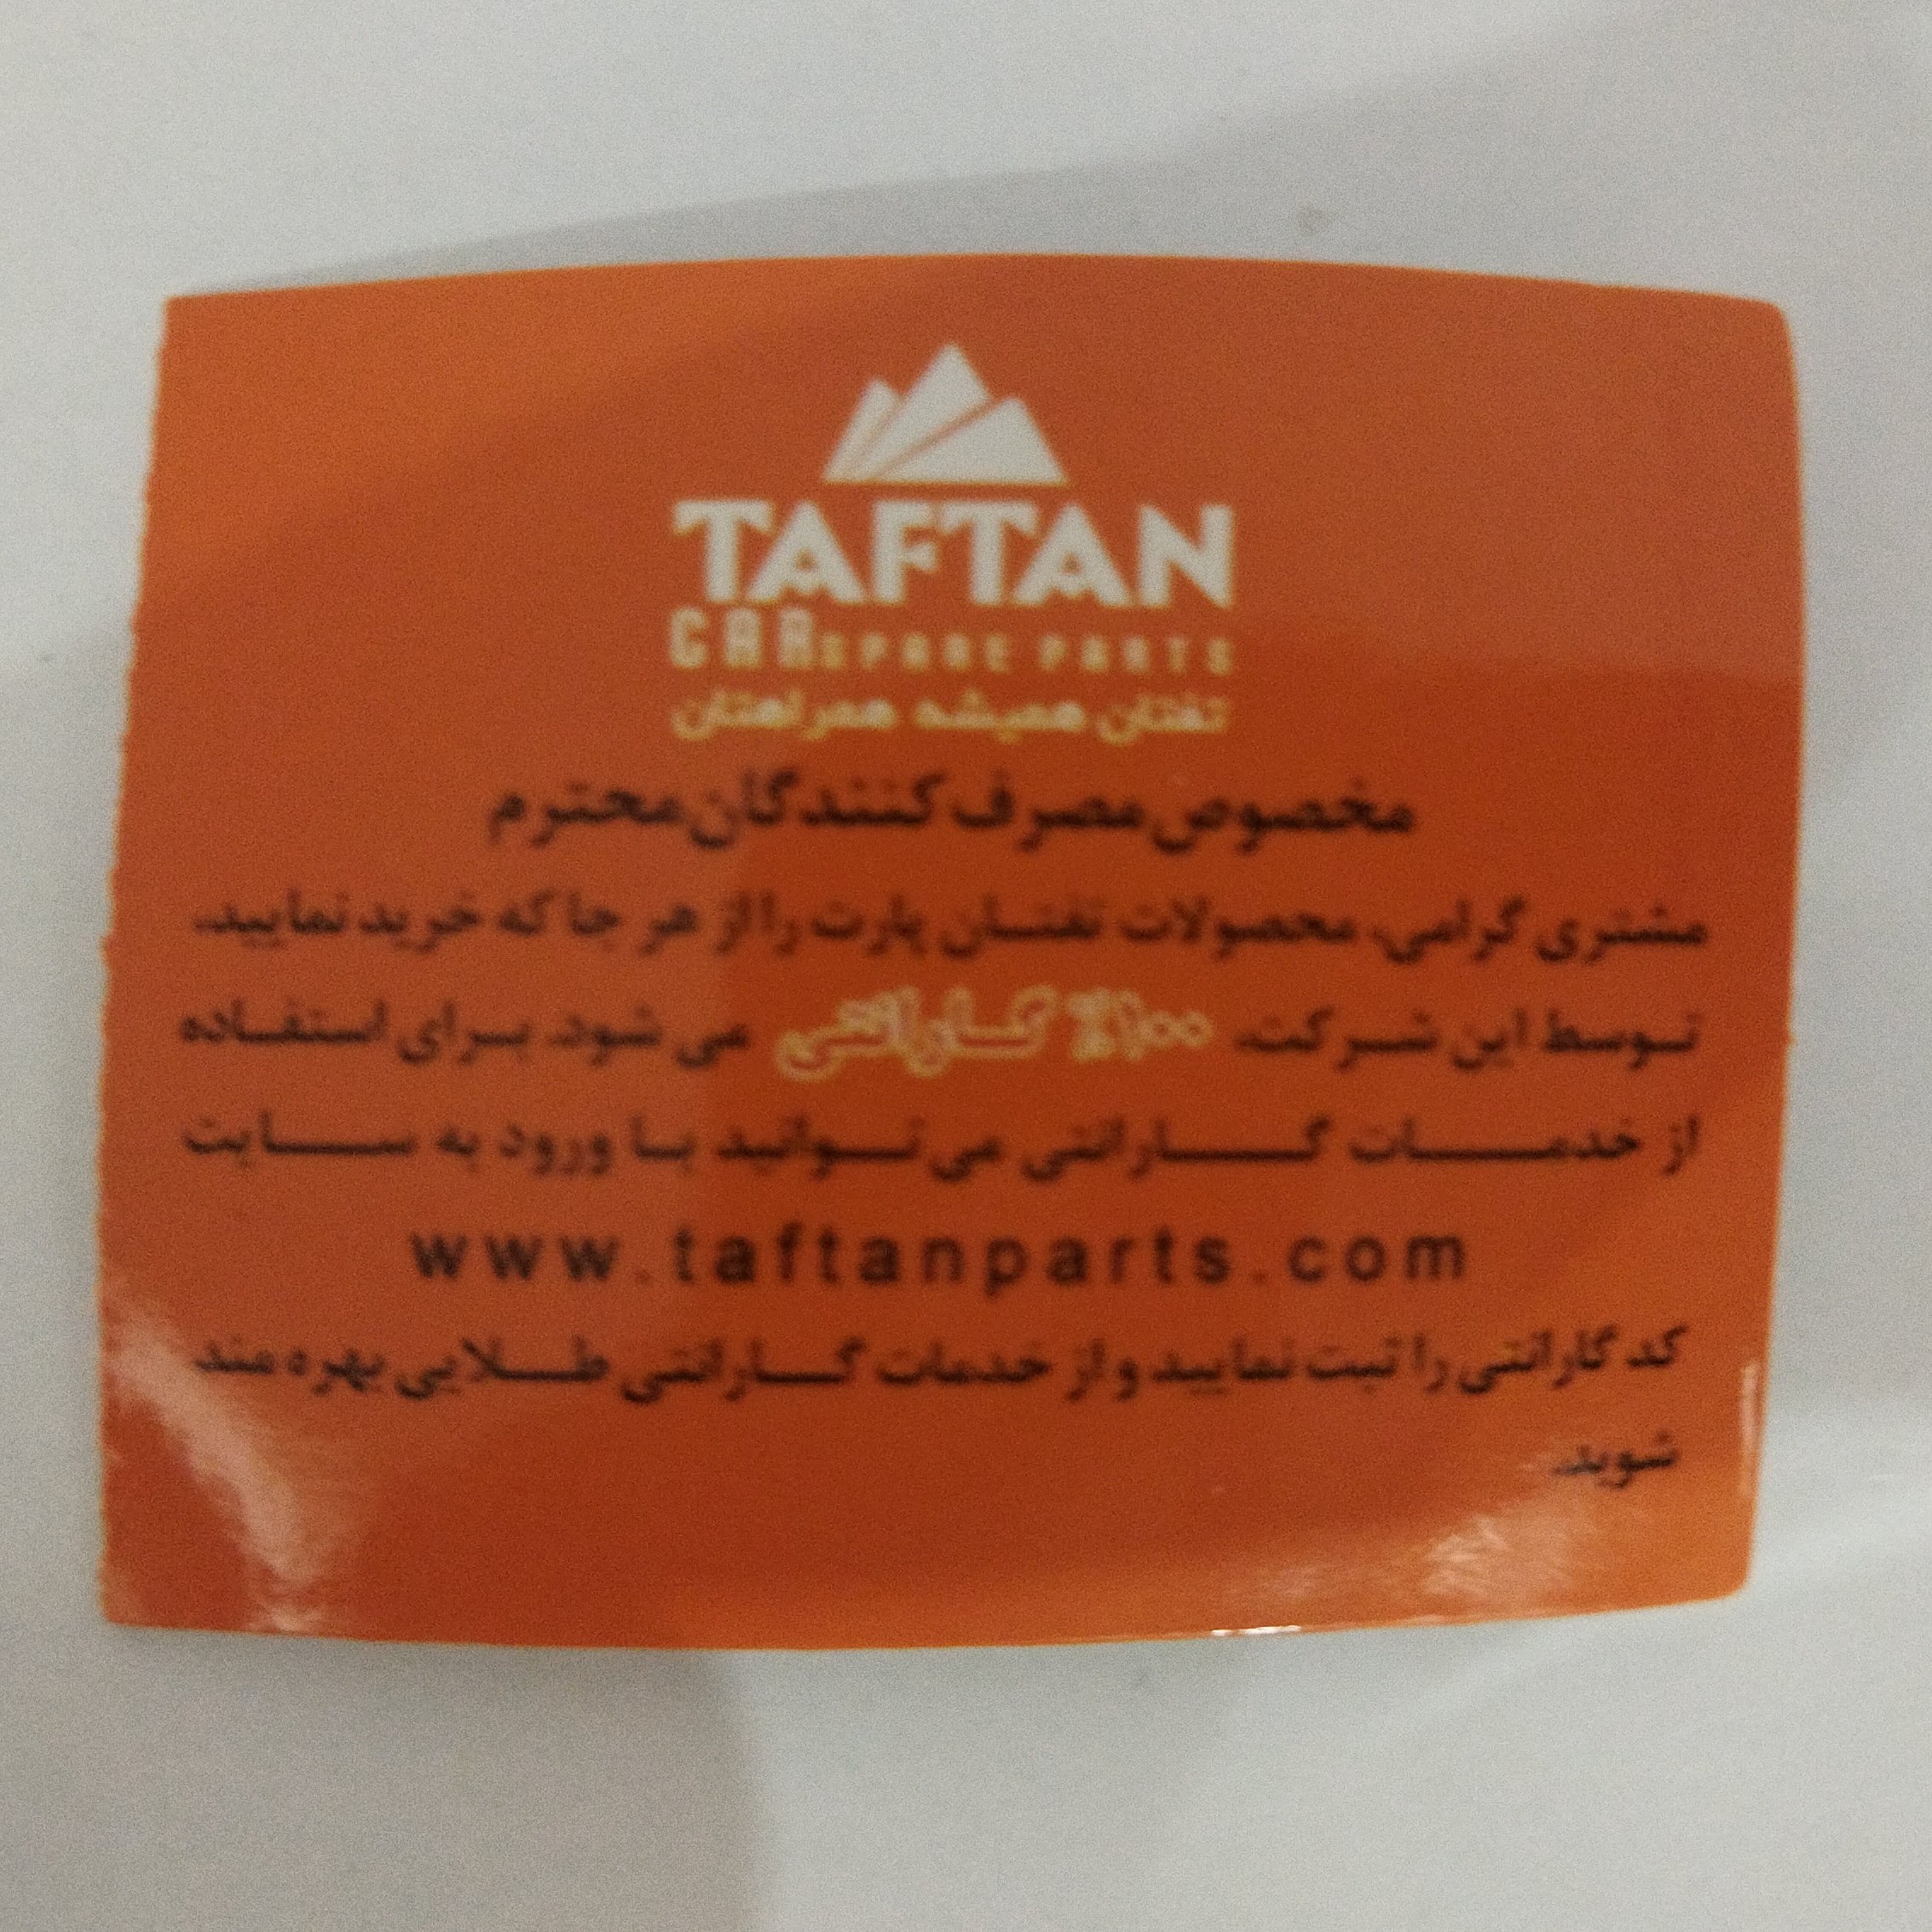 TAFTAN
CAR SPARE PARTS
تفتان همیشه همراهتان
مخصوص مصرف کنندگان محترم
مشتری گرامی، محصولات تفتان پارت را از هر جا که خرید نمایید،
توسط این شرکت، ۱۰۰٪ گارانتی می شود. برای استفاده
از خدمات گارانتی می توانید با ورود به سایت
www.taftanparts.com
کد گارانتی را ثبت نمایید و از خدمات گارانتی طلایی بهره مند
شوید.